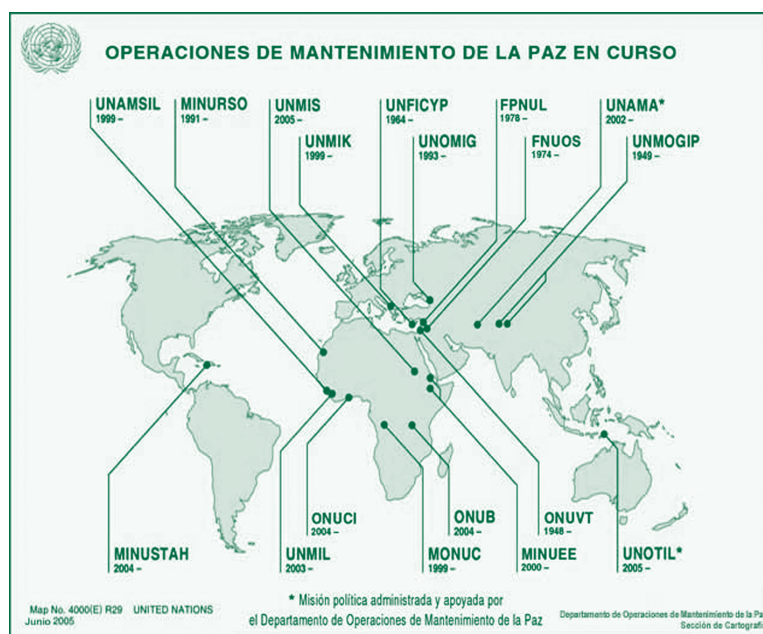 OPERACIONES DE MANTENIMIENTO DE LA PAZ EN CURSO
UNAMSIL
1999 –
MINURSO
1991 –
UNMIS
2005 –
UNFICYP
1964 –
FPNUL
1978 –
UNAMA*
2002 –
UNMIK
1999 –
UNOMIG
1993 –
FNUOS
1974 –
UNMOGIP
1949 –
MINUSTAH
2004 –
ONUCI
2004 –
UNMIL
2003 –
ONUB
2004 –
MONUC
1999 –
ONUVT
1948 –
MINUEE
2000 –
UNOTIL*
2005 –
* Misión política administrada y apoyada por
el Departamento de Operaciones de Mantenimiento de la Paz
Map No. 4000(E) R29 UNITED NATIONS
Junio 2005
Departamento de Operaciones de Mantenimiento de la Pa
Sección de Cartografí